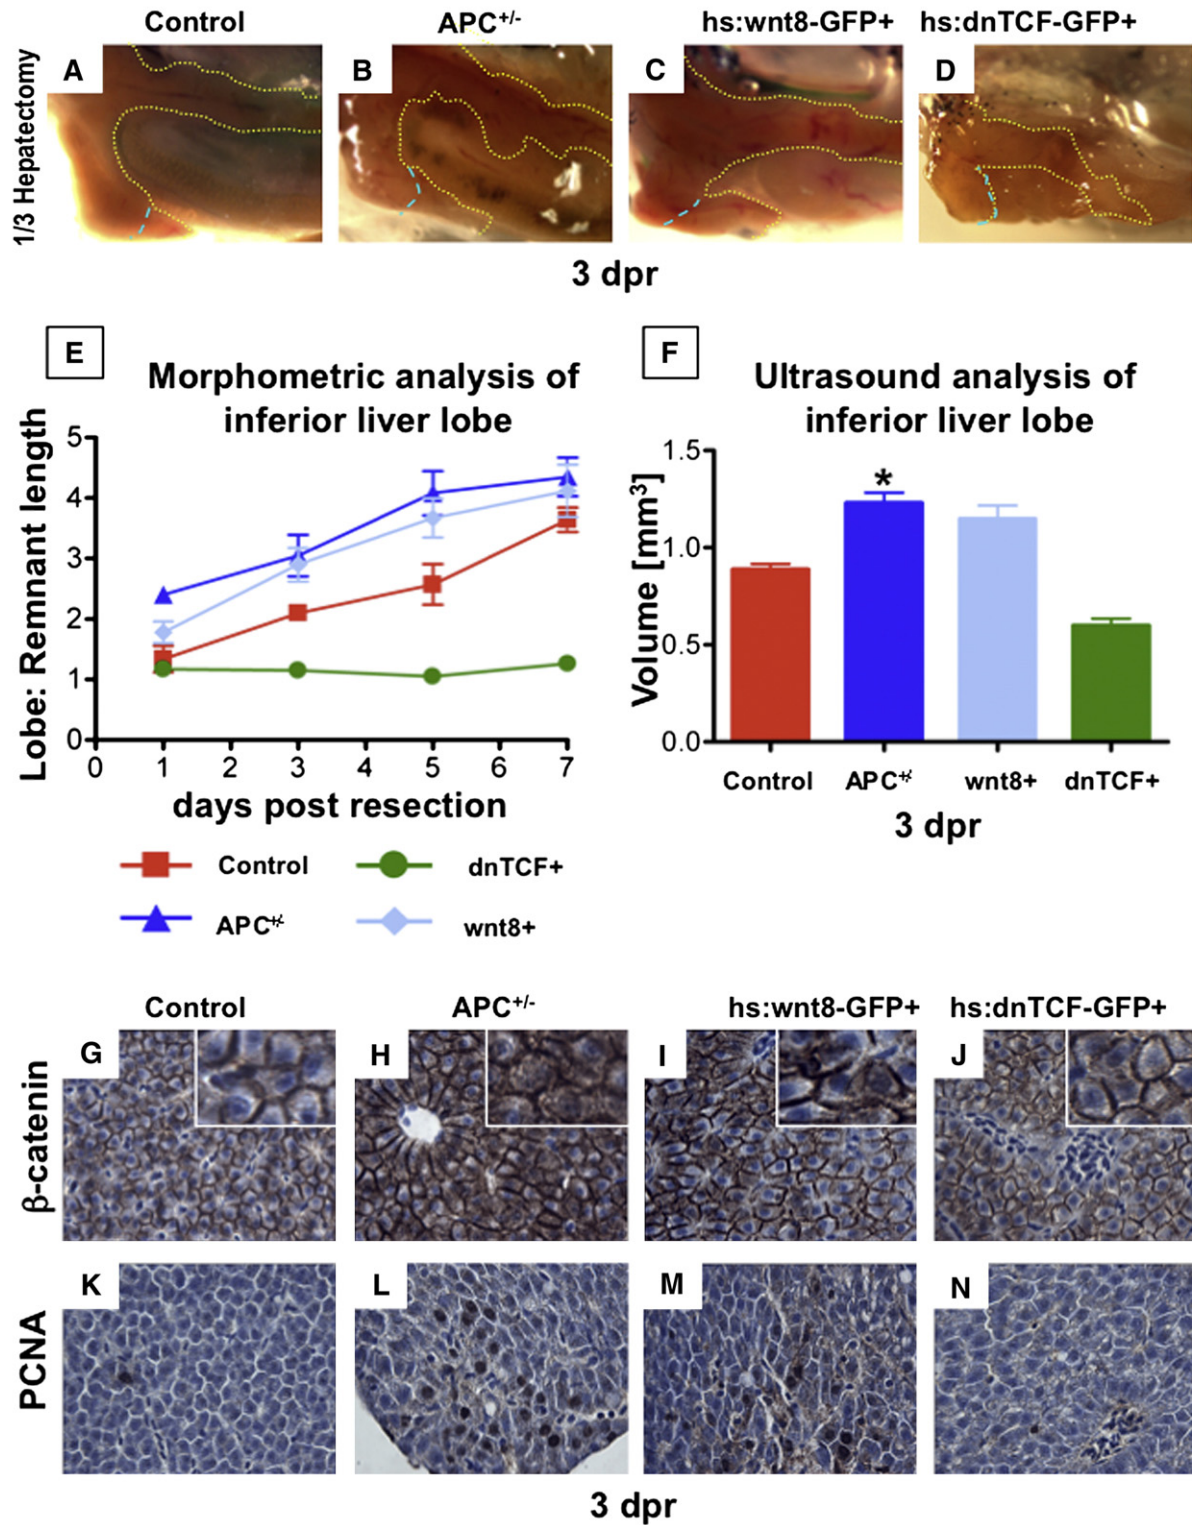 Control APC+/- hs:wnt8-GFP+ hs:dnTCF-GFP+
1/3 Hepatectomy
A B C D
3 dpr
E
Morphometric analysis of
inferior liver lobe
Lobe: Remnant length
5
4
3
2
1
0
0 1 2 3 4 5 6 7
days post resection
Control dnTCF+
APC+/- wnt8+
F
Ultrasound analysis of
inferior liver lobe
Volume [mm3]
1.5
1.0
0.5
0.0
*
Control APC+/- wnt8+ dnTCF+
3 dpr
Control APC+/- hs:wnt8-GFP+ hs:dnTCF-GFP+
β-catenin
G H I J
PCNA
K L M N
3 dpr